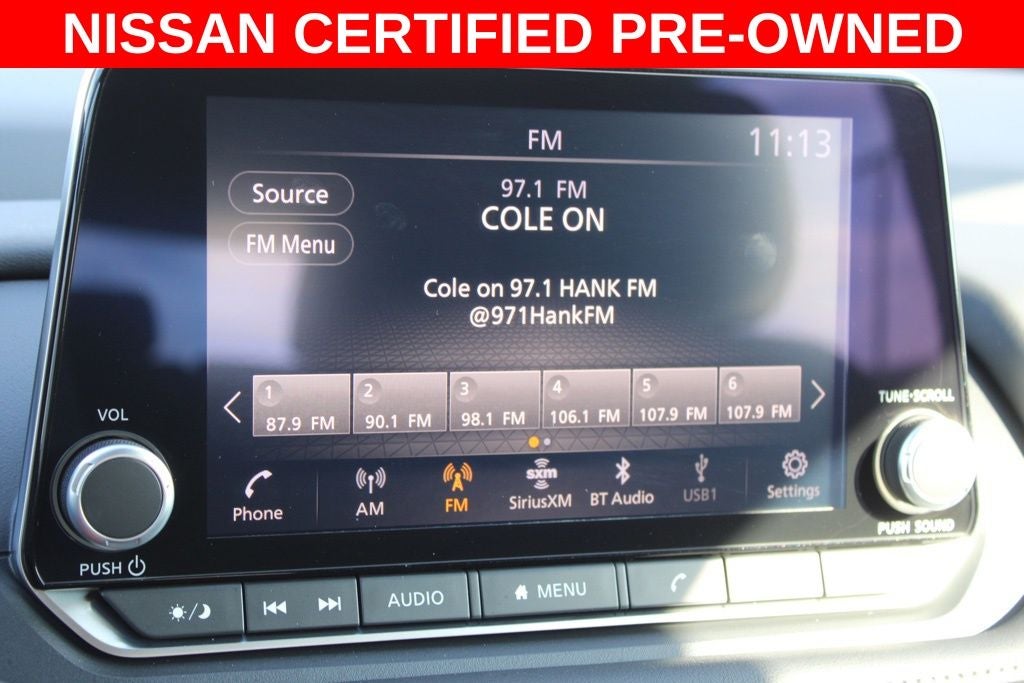 NISSAN CERTIFIED PRE-OWNED
FM
11:13
Source
97.1 FM
COLE ON
FM Menu
Cole on 97.1 HANK FM
@971HankFM
1 2 3 4 5 6
87.9 FM 90.1 FM 98.1 FM 106.1 FM 107.9 FM 107.9 FM
VOL
TUNE•SCROLL
Phone AM FM sxm SiriusXM BT Audio USB1 Settings
PUSH
PUSH SOUND
AUDIO
MENU